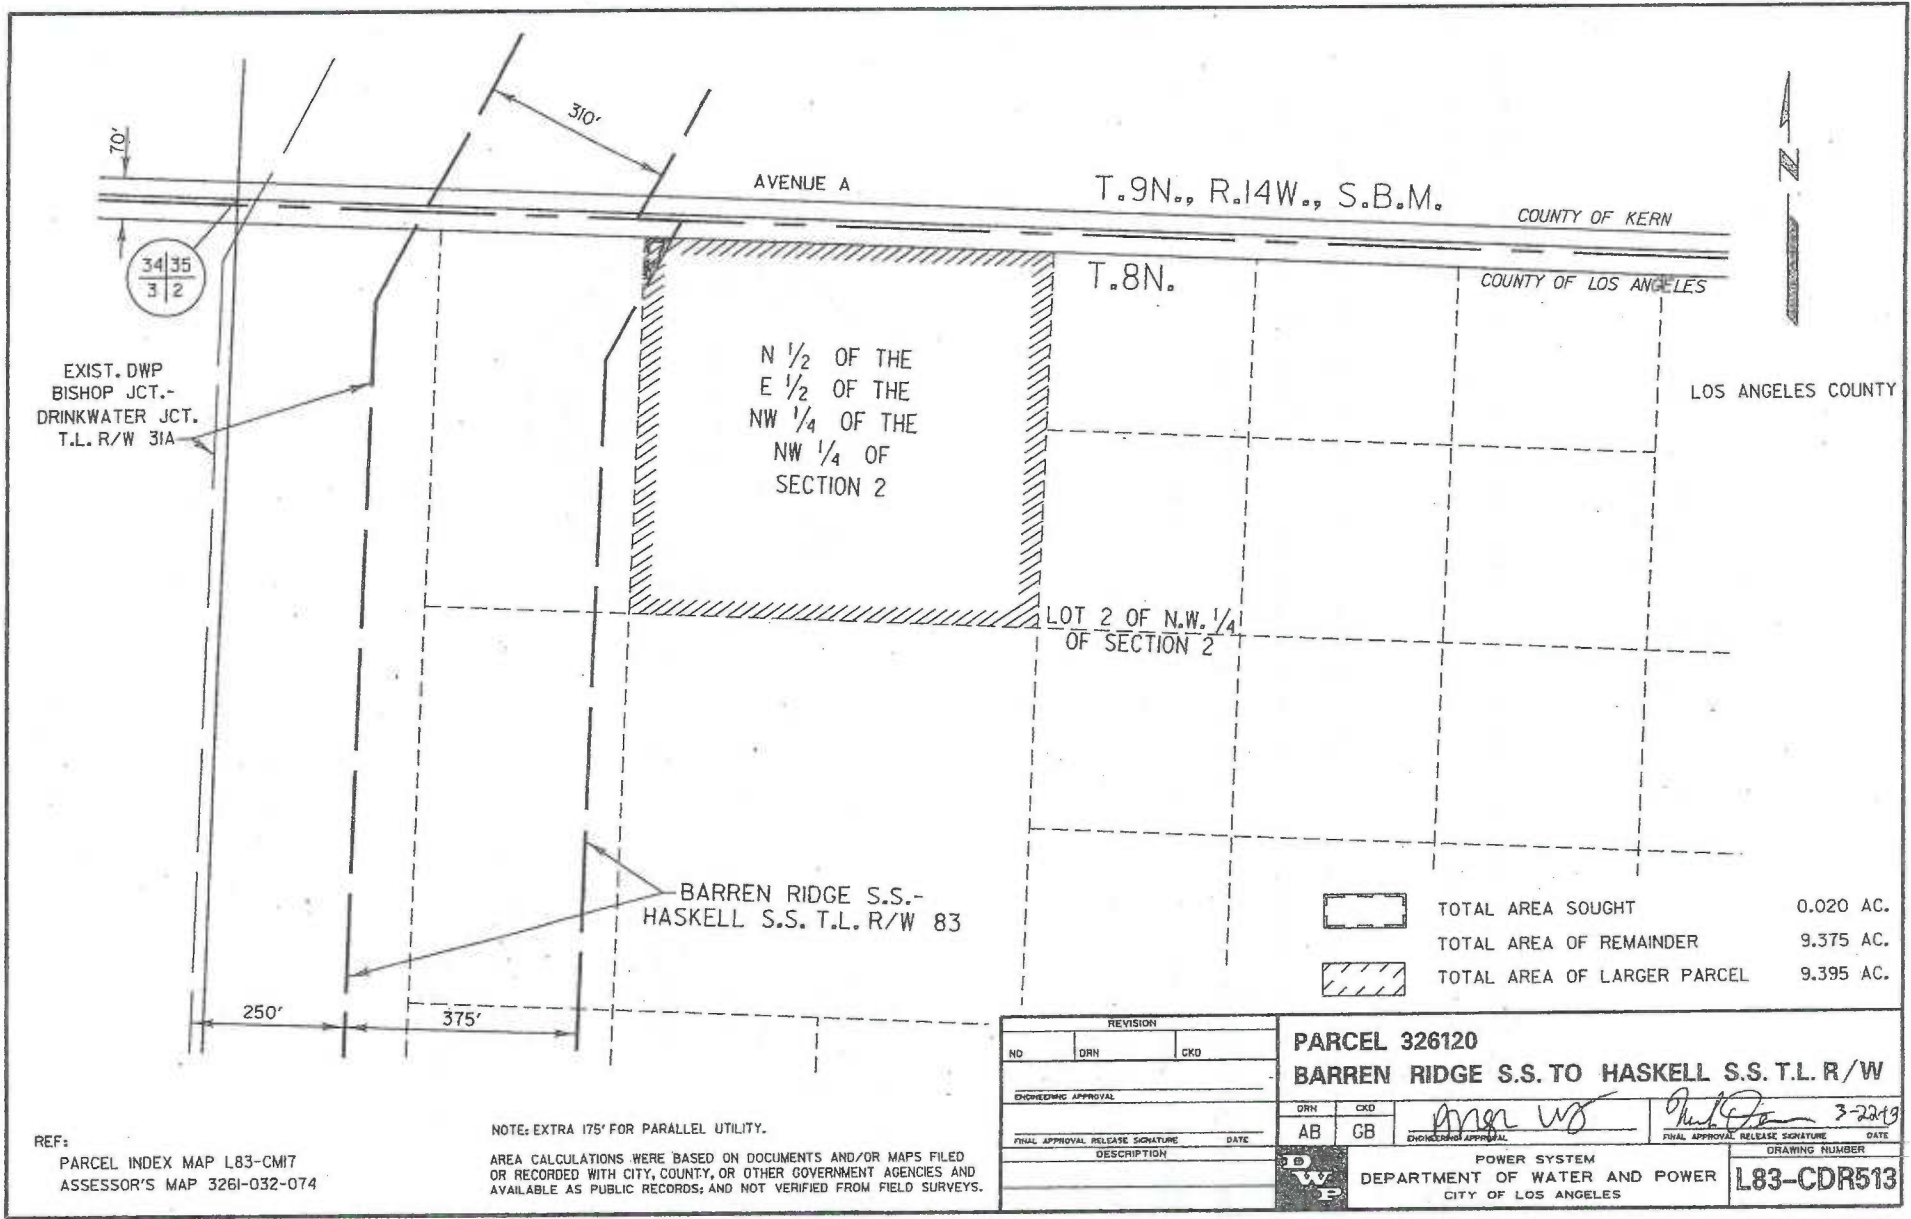 310'
70'
AVENUE A
T.9N., R.14W., S.B.M.
COUNTY OF KERN
34 35
3 2
T.8N.
COUNTY OF LOS ANGELES
N
EXIST. DWP
BISHOP JCT.-
DRINKWATER JCT.
T.L. R/W 31A
N 1/2 OF THE
E 1/2 OF THE
NW 1/4 OF THE
NW 1/4 OF
SECTION 2
LOS ANGELES COUNTY
LOT 2 OF N.W. 1/4
OF SECTION 2
BARREN RIDGE S.S.-
HASKELL S.S. T.L. R/W 83
TOTAL AREA SOUGHT 0.020 AC.
TOTAL AREA OF REMAINDER 9.375 AC.
TOTAL AREA OF LARGER PARCEL 9.395 AC.
250'
375'
REF:
PARCEL INDEX MAP L83-CM17
ASSESSOR'S MAP 3261-032-074
NOTE: EXTRA 175' FOR PARALLEL UTILITY.
AREA CALCULATIONS WERE BASED ON DOCUMENTS AND/OR MAPS FILED
OR RECORDED WITH CITY, COUNTY, OR OTHER GOVERNMENT AGENCIES AND
AVAILABLE AS PUBLIC RECORDS; AND NOT VERIFIED FROM FIELD SURVEYS.
REVISION
NO DRN CKD
ENGINEERING APPROVAL
FINAL APPROVAL RELEASE SIGNATURE DATE
DESCRIPTION
PARCEL 326120
BARREN RIDGE S.S. TO HASKELL S.S. T.L. R/W
DRN CKD
AB GB
ENGINEERING APPROVAL
FINAL APPROVAL RELEASE SIGNATURE DATE
DWP
POWER SYSTEM
DEPARTMENT OF WATER AND POWER
CITY OF LOS ANGELES
DRAWING NUMBER
L83-CDR513